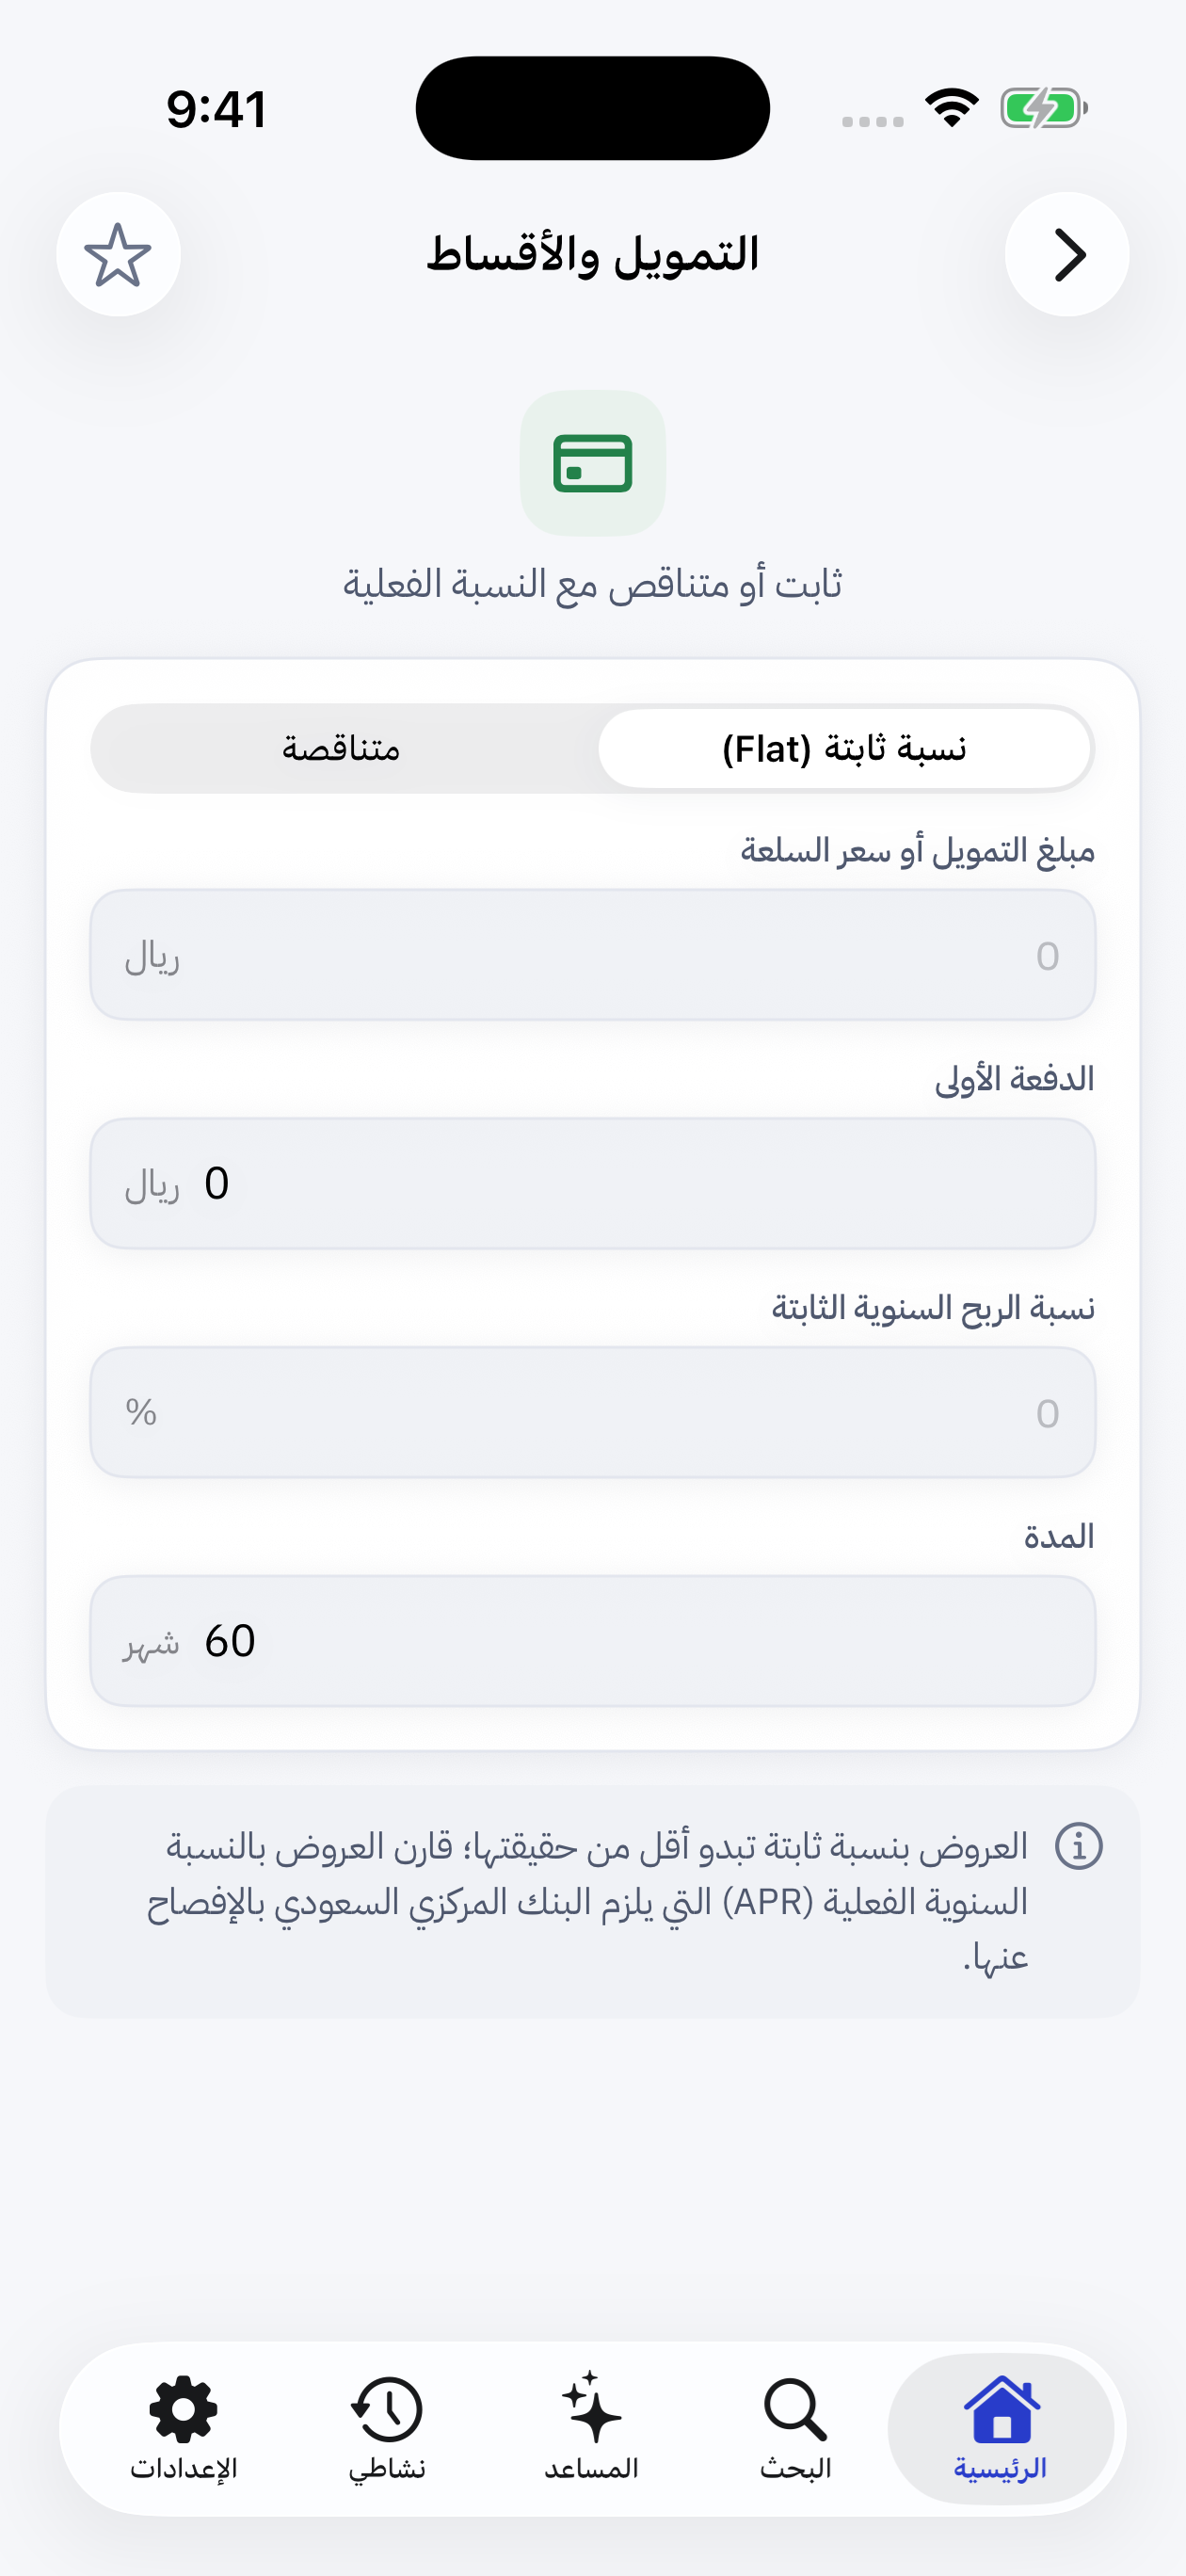 9:41
التمويل والأقساط
ثابت أو متناقص مع النسبة الفعلية
نسبة ثابتة (Flat)
متناقصة
مبلغ التمويل أو سعر السلعة
0 ريال
الدفعة الأولى
0 ريال
نسبة الربح السنوية الثابتة
0 %
المدة
60 شهر
العروض بنسبة ثابتة تبدو أقل من حقيقتها؛ قارن العروض بالنسبة
السنوية الفعلية (APR) التي يلزم البنك المركزي السعودي بالإفصاح
عنها.
الرئيسية
البحث
المساعد
نشاطي
الإعدادات